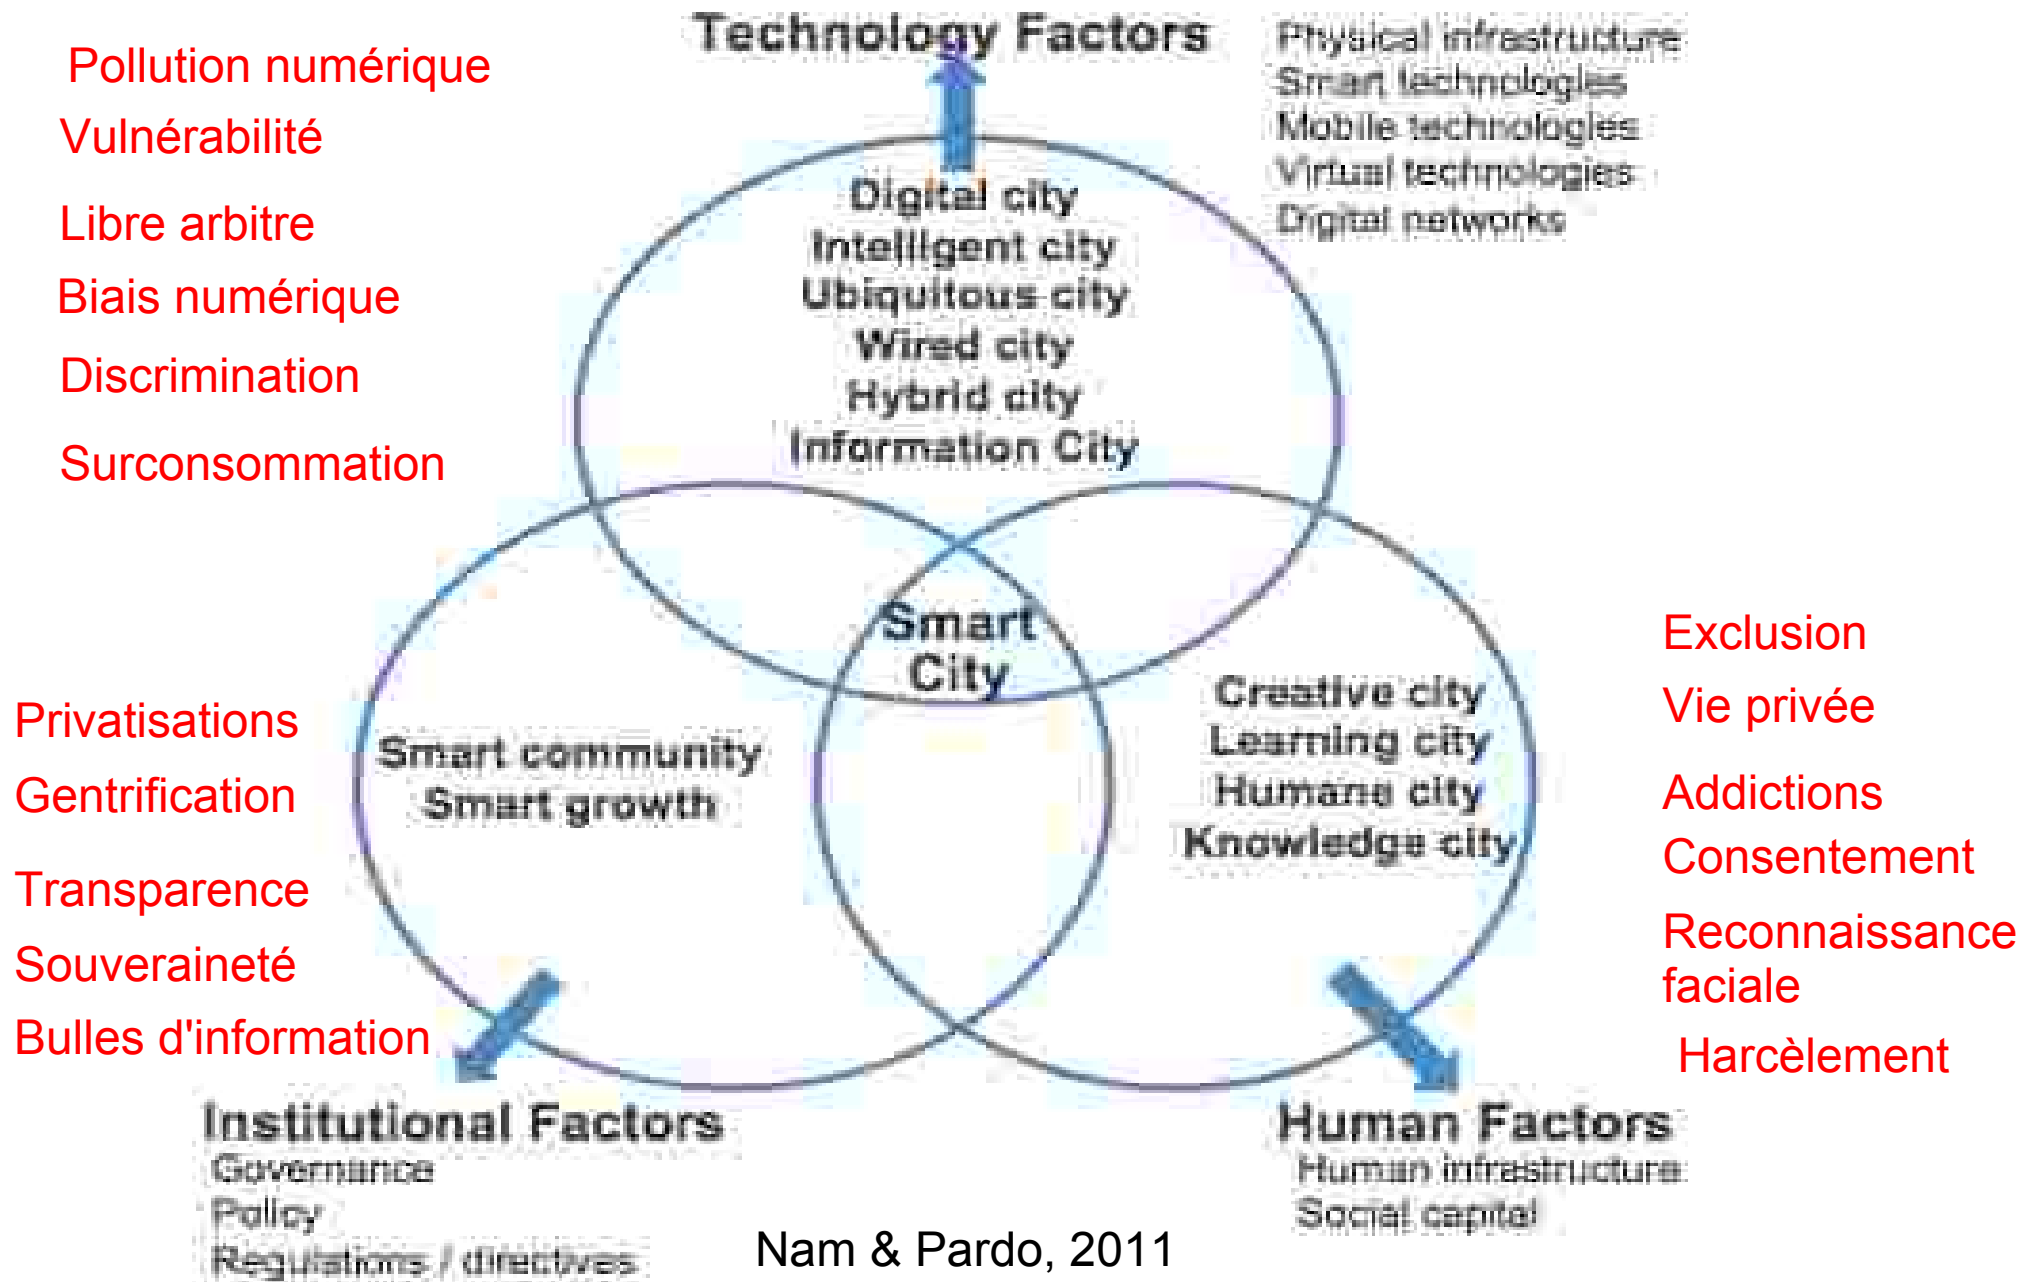 Technology Factors
Physical infrastructure
Smart technologies
Mobile technologies
Virtual technologies
Digital networks
Pollution numérique
Vulnérabilité
Libre arbitre
Biais numérique
Discrimination
Surconsommation
Digital city
Intelligent city
Ubiquitous city
Wired city
Hybrid city
Information City
Smart
City
Privatisations
Gentrification
Transparence
Souveraineté
Bulles d'information
Smart community
Smart growth
Creative city
Learning city
Humane city
Knowledge city
Exclusion
Vie privée
Addictions
Consentement
Reconnaissance
faciale
Harcèlement
Institutional Factors
Governance
Policy
Regulations / directives
Human Factors
Human infrastructure
Social capital
Nam & Pardo, 2011